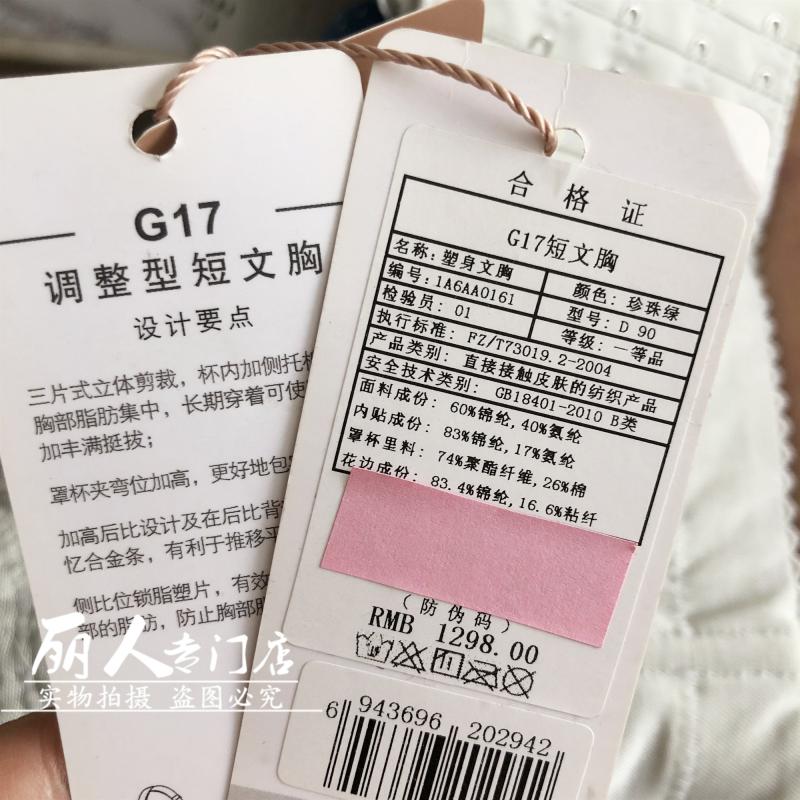 G17
调整型短文胸
设计要点
三片式立体剪裁，杯内加侧托棉
胸部脂肪集中，长期穿着可使
加丰满挺拔；
罩杯夹弯位加高，更好地包
加高后比设计及在后比背
忆合金条，有利于推移平
侧比位锁脂塑片，有效
部的脂肪，防止胸部
合格证
G17短文胸
名称：塑身文胸 颜色：珍珠绿
编号：1A6AA0161 型号：D 90
检验员：01 等级：一等品
执行标准：FZ/T73019.2-2004
产品类别：直接接触皮肤的纺织产品
安全技术类别：GB18401-2010 B类
面料成份：60%锦纶,40%氨纶
内贴成份：83%锦纶,17%氨纶
罩杯里料：74%聚酯纤维,26%棉
花边成份：83.4%锦纶,16.6%粘纤
（防伪码）
RMB 1298.00
6 943696 202942
丽人专门店
实物拍摄 盗图必究